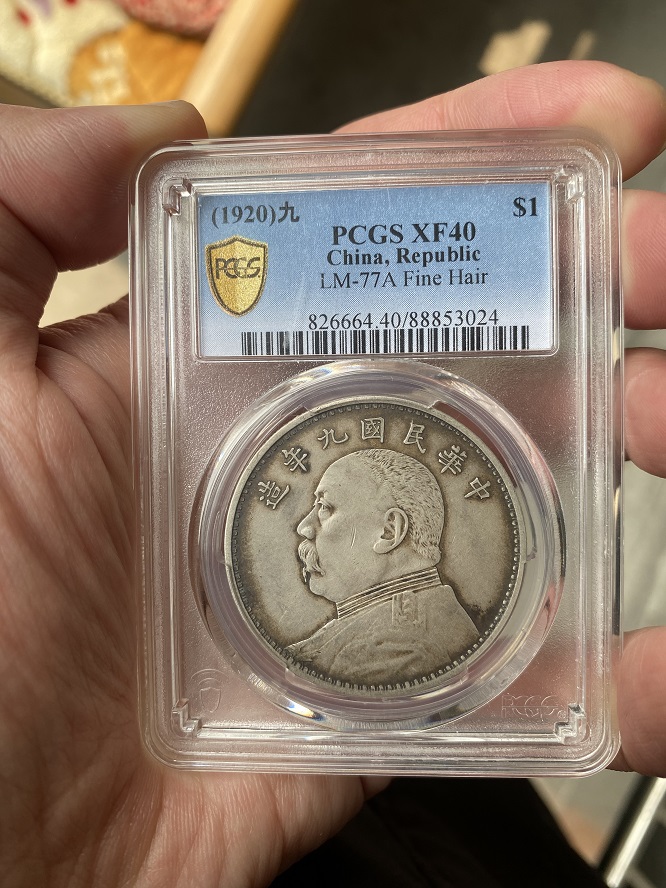 (1920)九
$1
PCGS XF40
China, Republic
LM-77A Fine Hair
PCGS
826664.40/88853024
造年九國民華中
PCGS